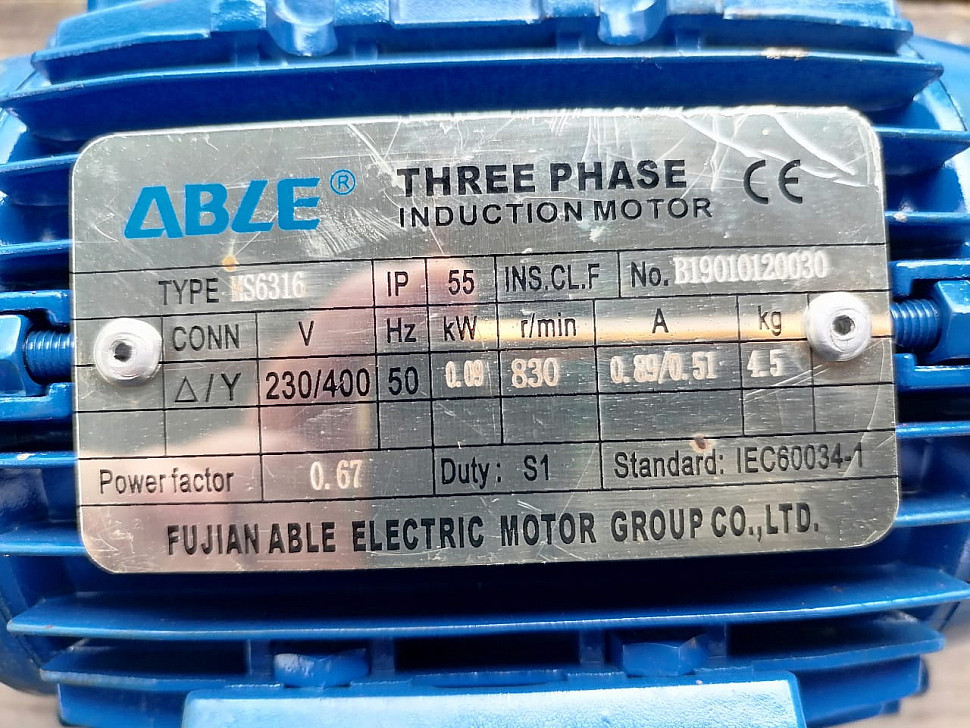 ABLE® THREE PHASE CE
INDUCTION MOTOR
TYPE MS6316 IP 55 INS.CL.F No. B19010120030
CONN V Hz kW r/min A kg
△/Y 230/400 50 0.09 830 0.89/0.51 4.5
Power factor 0.67 Duty: S1 Standard: IEC60034-1
FUJIAN ABLE ELECTRIC MOTOR GROUP CO.,LTD.